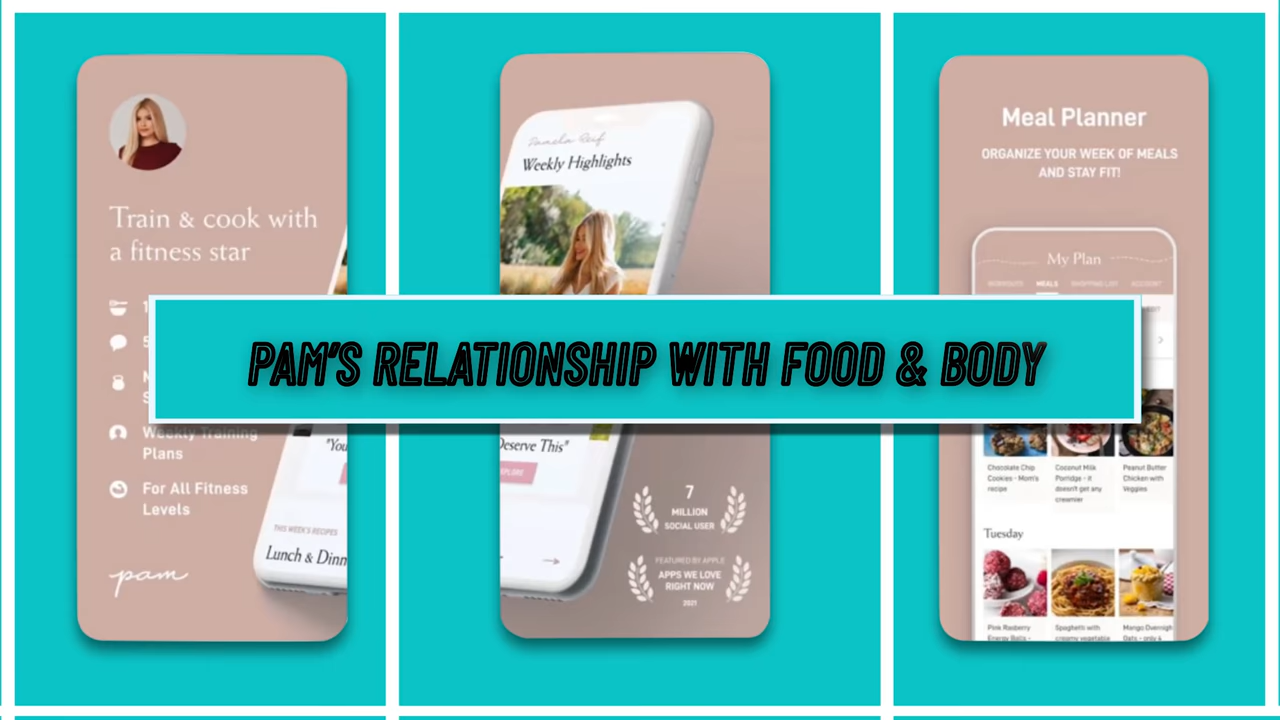 Train & cook with
a fitness star
Weekly Training
Plans
For All Fitness
Levels
pam
THIS WEEK'S RECIPES
Pamela Reif
Weekly Highlights
PAM'S RELATIONSHIP WITH FOOD & BODY
Deserve This"
7
MILLION
SOCIAL USER
FEATURED BY APPLE
APPS WE LOVE
RIGHT NOW
2021
Meal Planner
ORGANIZE YOUR WEEK OF MEALS
AND STAY FIT!
My Plan
WORKOUTS MEALS SHOPPING LIST ACCOUNT
Chocolate Chip
Cookies - Mom's
recipe
Coconut Milk
Porridge - it
doesn't get any
creamier
Peanut Butter
Chicken with
Veggies
Tuesday
Pink Rasberry
Energy Balls -
Spaghetti with
creamy vegetable
Mango Overnigh
Oats - only 4